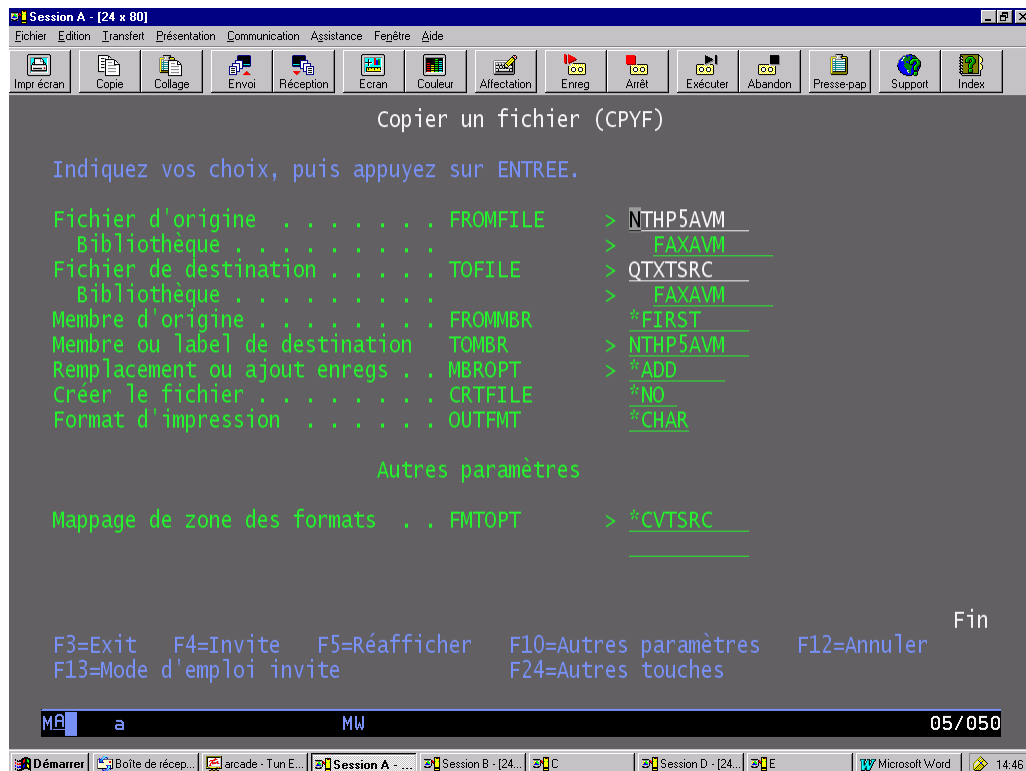 Session A - [24 x 80]
Fichier Edition Transfert Présentation Communication Assistance Fenêtre Aide
Impr écran Copie Collage Envoi Réception Ecran Couleur Affectation Enreg Arrêt Exécuter Abandon Presse-pap Support Index
Copier un fichier (CPYF)
Indiquez vos choix, puis appuyez sur ENTREE.
Fichier d'origine . . . . . . . FROMFILE > NTHP5AVM
Bibliothèque . . . . . . . . . > FAXAVM
Fichier de destination . . . . . TOFILE > QTXTSRC
Bibliothèque . . . . . . . . . > FAXAVM
Membre d'origine . . . . . . . . FROMMBR *FIRST
Membre ou label de destination TOMBR > NTHP5AVM
Remplacement ou ajout enregs . . MBROPT > *ADD
Créer le fichier . . . . . . . . CRTFILE *NO
Format d'impression . . . . . . OUTFMT *CHAR
Autres paramètres
Mappage de zone des formats . . FMTOPT > *CVTSRC
Fin
F3=Exit F4=Invite F5=Réafficher F10=Autres paramètres F12=Annuler
F13=Mode d'emploi invite F24=Autres touches
MA a MW 05/050
Démarrer Boîte de récep... arcade - Tun E... Session A - ... Session B - [24... C Session D - [24... E Microsoft Word 14:46